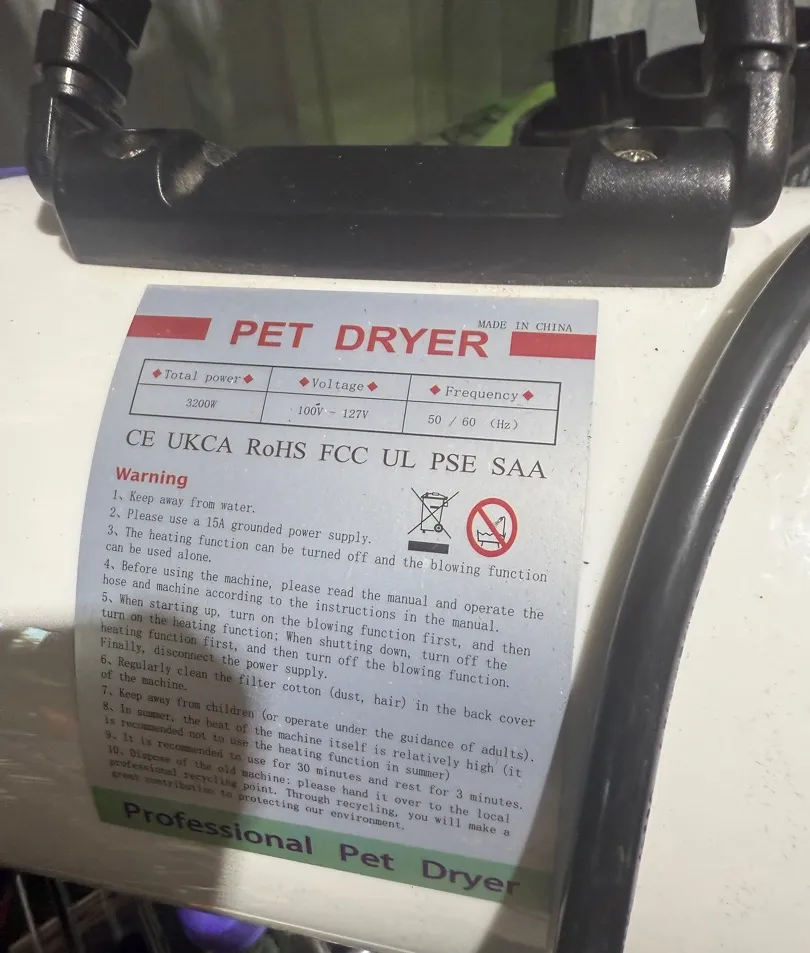 MADE IN CHINA
PET DRYER
◆Total power◆ ◆Voltage◆ ◆Frequency◆
3200W 100V - 127V 50 / 60 (Hz)
CE UKCA RoHS FCC UL PSE SAA
Warning
1、Keep away from water.
2、Please use a 15A grounded power supply.
3、The heating function can be turned off and the blowing function
can be used alone.
4、Before using the machine, please read the manual and operate the
hose and machine according to the instructions in the manual.
5、When starting up, turn on the blowing function first, and then
turn on the heating function; When shutting down, turn off the
heating function first, and then turn off the blowing function.
Finally, disconnect the power supply.
6、Regularly clean the filter cotton (dust, hair) in the back cover
of the machine.
7、Keep away from children (or operate under the guidance of adults).
8、In summer, the heat of the machine itself is relatively high (it
is recommended not to use the heating function in summer)
9、It is recommended to use for 30 minutes and rest for 3 minutes.
10、Dispose of the old machine: please hand it over to the local
professional recycling point. Through recycling, you will make a
great contribution to protecting our environment.
Professional Pet Dryer